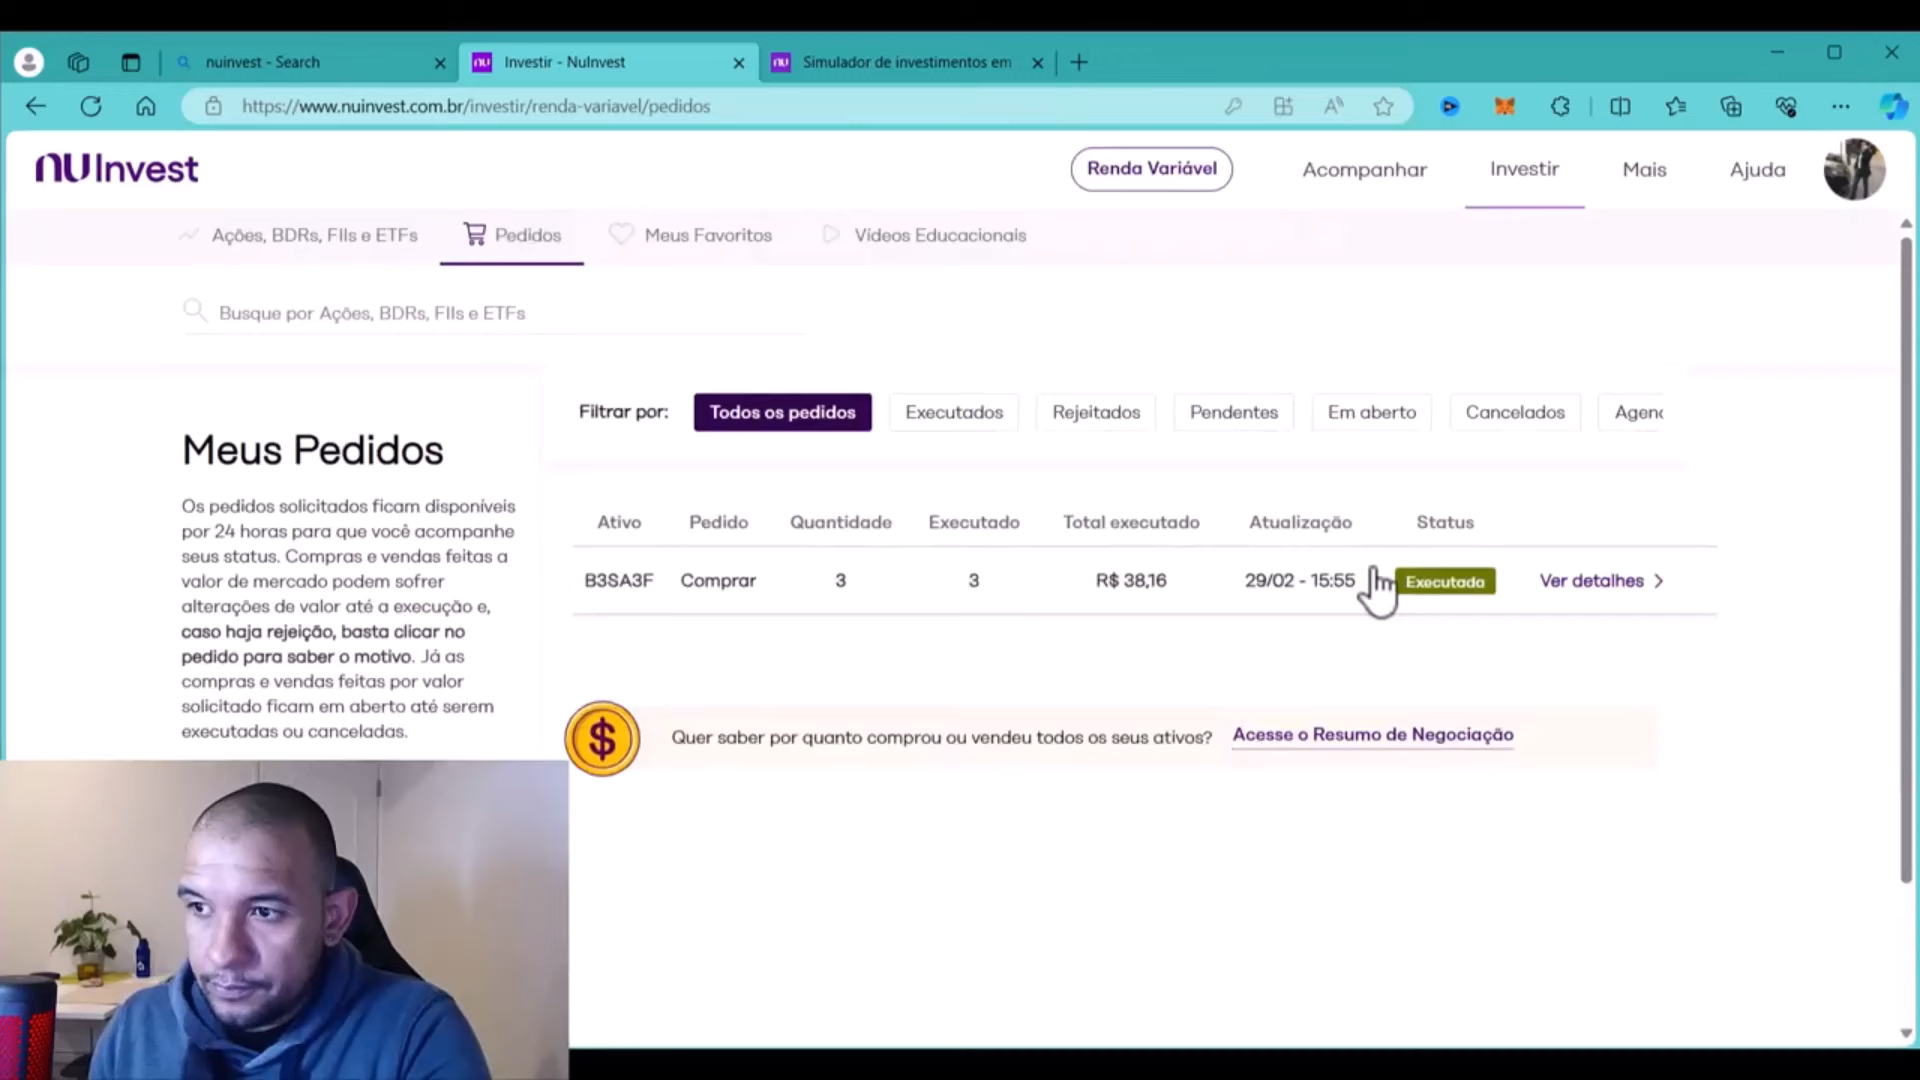 nuinvest - Search
Investir - NuInvest
Simulador de investimentos em
https://www.nuinvest.com.br/investir/renda-variavel/pedidos
nu Invest
Renda Variável
Acompanhar
Investir
Mais
Ajuda
Ações, BDRs, FIIs e ETFs
Pedidos
Meus Favoritos
Vídeos Educacionais
Busque por Ações, BDRs, FIIs e ETFs
Filtrar por:
Todos os pedidos
Executados
Rejeitados
Pendentes
Em aberto
Cancelados
Agenc
Meus Pedidos
Os pedidos solicitados ficam disponíveis
por 24 horas para que você acompanhe
seus status. Compras e vendas feitas a
valor de mercado podem sofrer
alterações de valor até a execução e,
caso haja rejeição, basta clicar no
pedido para saber o motivo. Já as
compras e vendas feitas por valor
solicitado ficam em aberto até serem
executadas ou canceladas.
Ativo Pedido Quantidade Executado Total executado Atualização Status
B3SA3F Comprar 3 3 R$ 38,16 29/02 - 15:55 Executada Ver detalhes
$
Quer saber por quanto comprou ou vendeu todos os seus ativos? Acesse o Resumo de Negociação